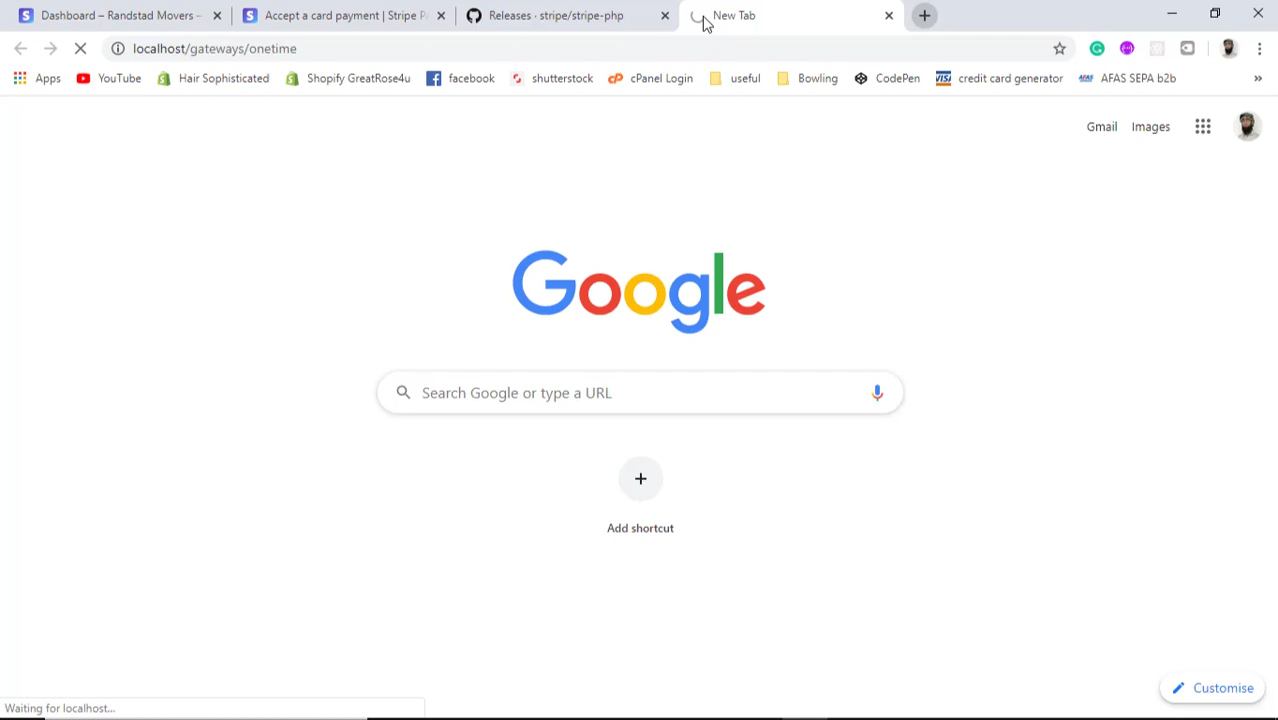 Dashboard – Randstad Movers –
Accept a card payment | Stripe P
Releases · stripe/stripe-php
New Tab
localhost/gateways/onetime
Apps
YouTube
Hair Sophisticated
Shopify GreatRose4u
facebook
shutterstock
cPanel Login
useful
Bowling
CodePen
VISA
credit card generator
AFAS
AFAS SEPA b2b
»
Gmail
Images
Google
Search Google or type a URL
Add shortcut
Customise
Waiting for localhost...